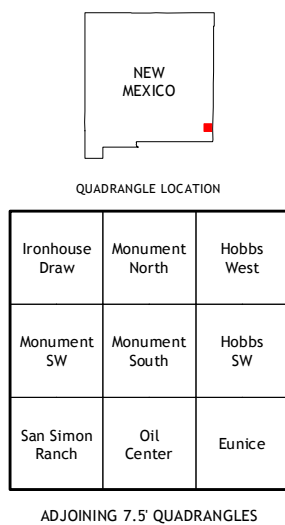 NEW
MEXICO
QUADRANGLE LOCATION
Ironhouse
Draw
Monument
North
Hobbs
West
Monument
SW
Monument
South
Hobbs
SW
San Simon
Ranch
Oil
Center
Eunice
ADJOINING 7.5' QUADRANGLES